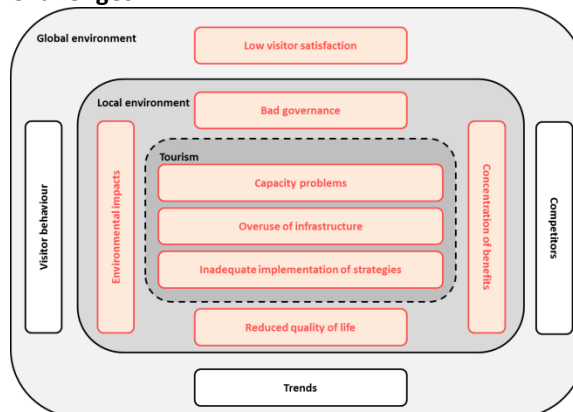 Global environment
Low visitor satisfaction
Local environment
Bad governance
Tourism
Capacity problems
Overuse of infrastructure
Inadequate implementation of strategies
Visitor behaviour
Environmental impacts
Concentration of benefits
Competitors
Reduced quality of life
Trends